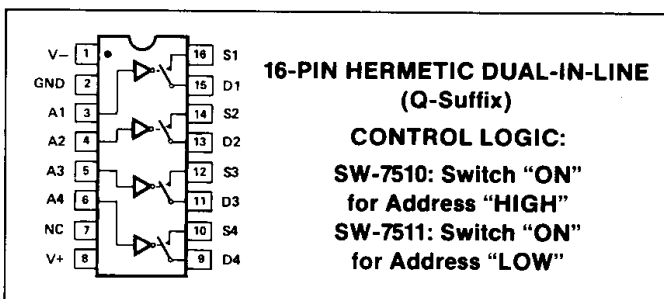 V– 1 16 S1
GND 2 15 D1
A1 3 14 S2
A2 4 13 D2
A3 5 12 S3
A4 6 11 D3
NC 7 10 S4
V+ 8 9 D4
16-PIN HERMETIC DUAL-IN-LINE
(Q-Suffix)
CONTROL LOGIC:
SW-7510: Switch "ON"
for Address "HIGH"
SW-7511: Switch "ON"
for Address "LOW"